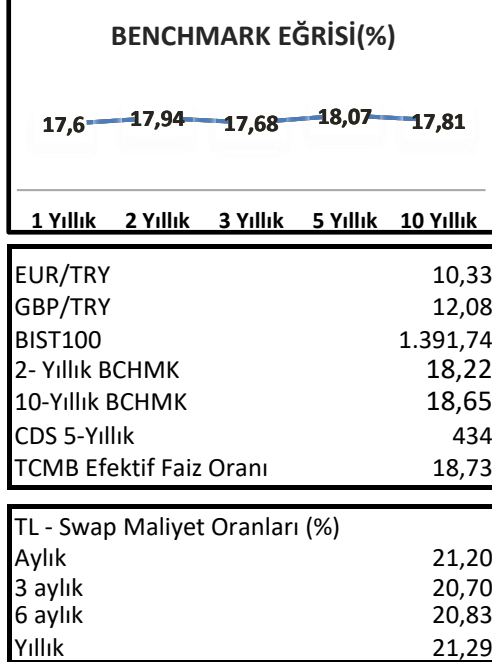 BENCHMARK EĞRİSİ(%)
17,6 17,94 17,68 18,07 17,81
1 Yıllık 2 Yıllık 3 Yıllık 5 Yıllık 10 Yıllık
EUR/TRY 10,33
GBP/TRY 12,08
BIST100 1.391,74
2- Yıllık BCHMK 18,22
10-Yıllık BCHMK 18,65
CDS 5-Yıllık 434
TCMB Efektif Faiz Oranı 18,73
TL - Swap Maliyet Oranları (%)
Aylık 21,20
3 aylık 20,70
6 aylık 20,83
Yıllık 21,29